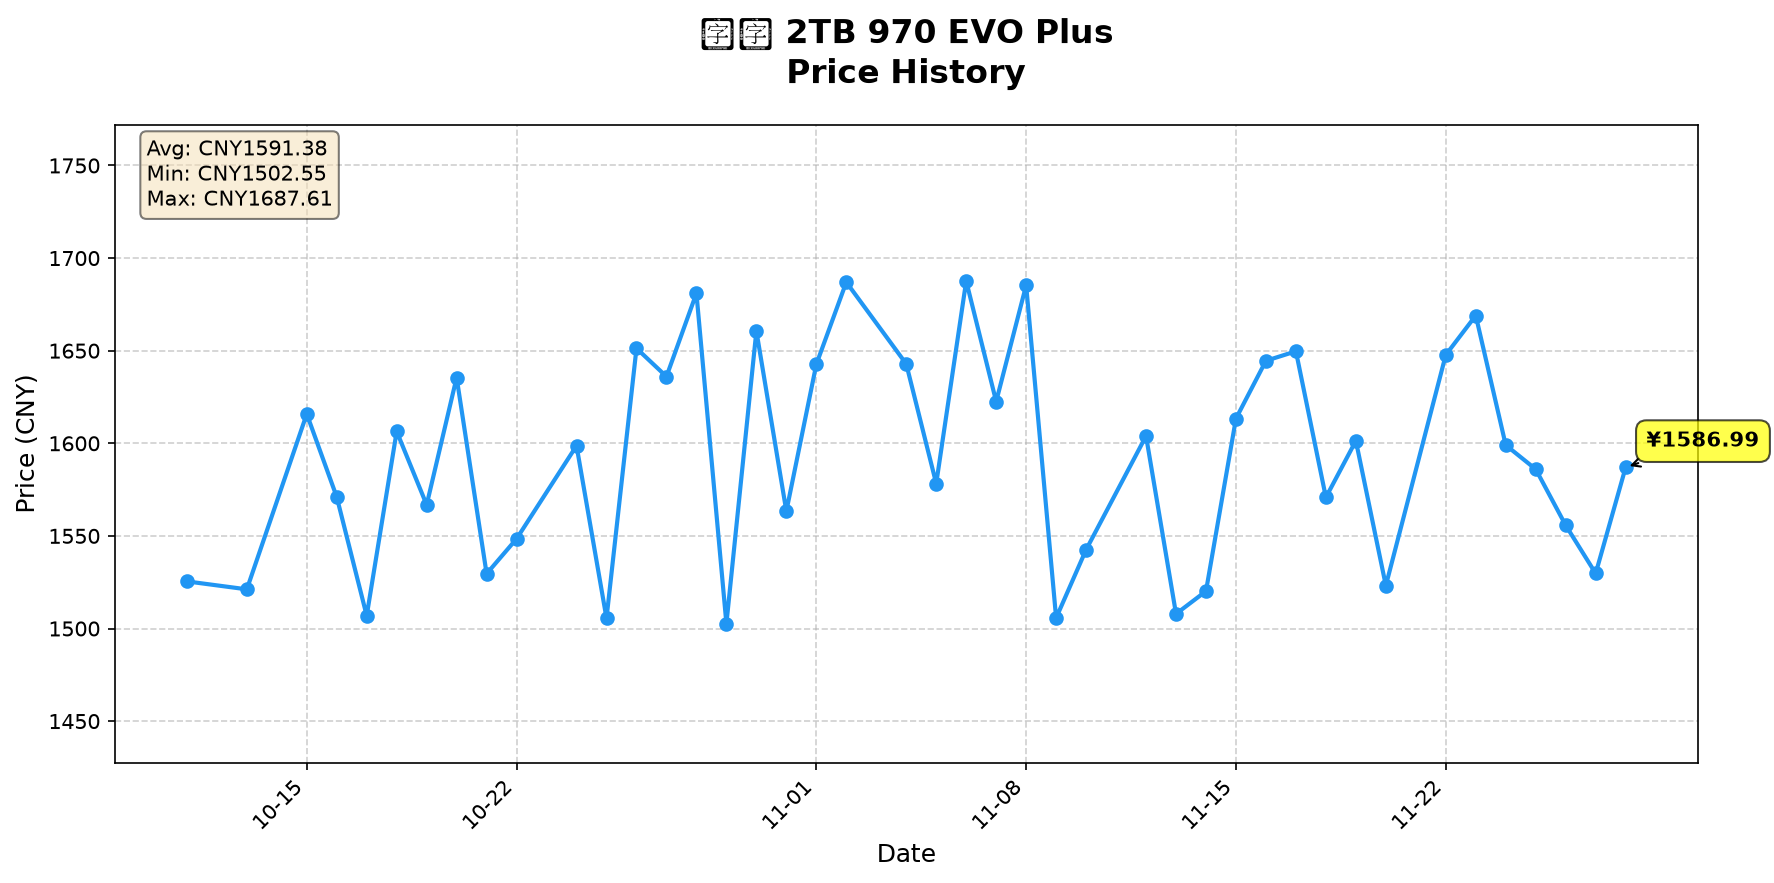 2TB 970 EVO Plus
Price History
Avg: CNY1591.38
Min: CNY1502.55
Max: CNY1687.61
1750
1700
1650
1600
1550
1500
1450
Price (CNY)
¥1586.99
10-15
10-22
11-01
11-08
11-15
11-22
Date